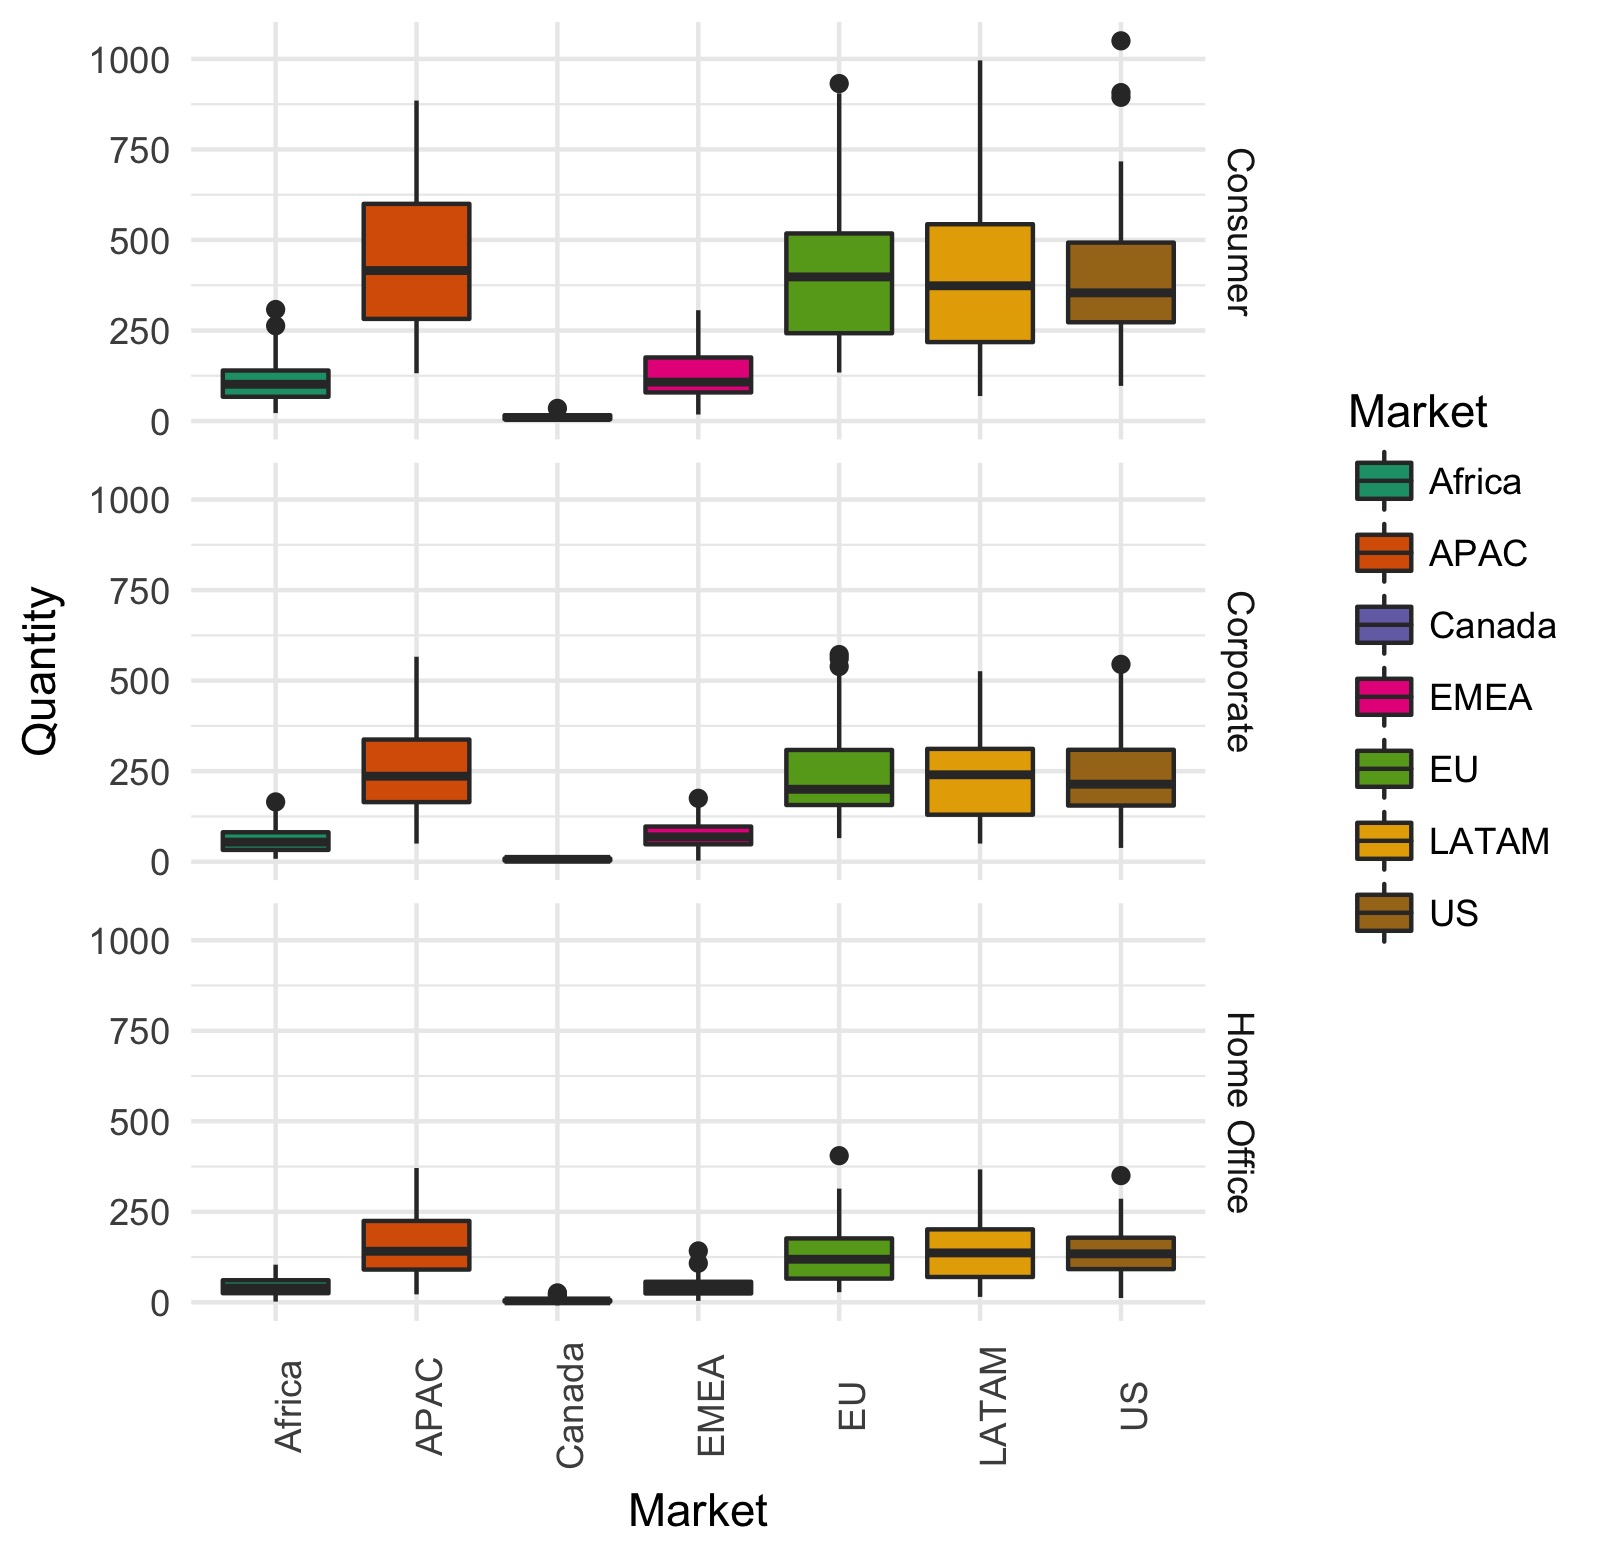 1000
750
500
250
0
Consumer
1000
750
500
250
0
Corporate
1000
750
500
250
0
Home Office
Quantity
Africa
APAC
Canada
EMEA
EU
LATAM
US
Market
Market
Africa
APAC
Canada
EMEA
EU
LATAM
US